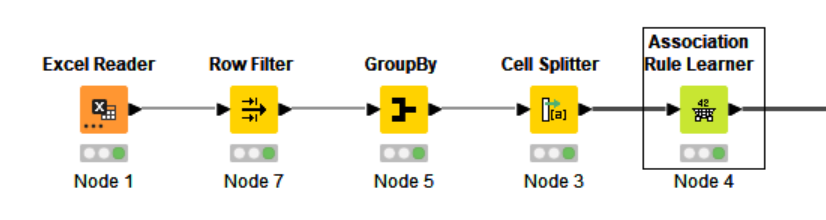 Excel Reader
Row Filter
GroupBy
Cell Splitter
Association
Rule Learner
X
[a]
42
Node 1
Node 7
Node 5
Node 3
Node 4